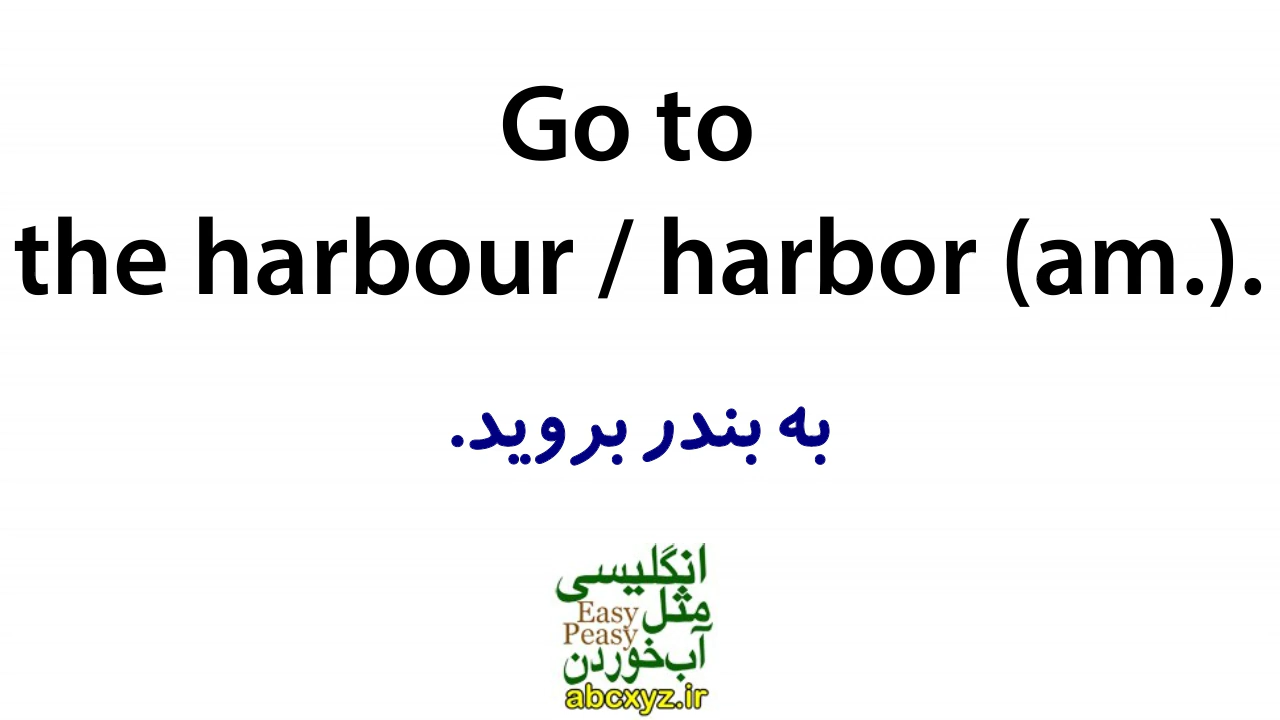 Go to
the harbour / harbor (am.).
به بندر بروید.
انگلیسی
مثل
Easy
Peasy
آب‌خوردن
abcxyz.ir